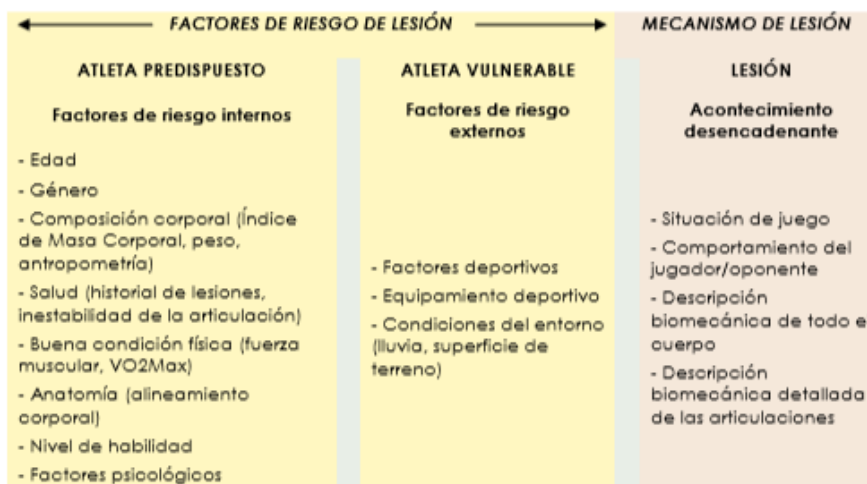 FACTORES DE RIESGO DE LESIÓN
MECANISMO DE LESIÓN
ATLETA PREDISPUESTO
Factores de riesgo internos
- Edad
- Género
- Composición corporal (Índice
de Masa Corporal, peso,
antropometría)
- Salud (historial de lesiones,
inestabilidad de la articulación)
- Buena condición física (fuerza
muscular, VO2Max)
- Anatomía (alineamiento
corporal)
- Nivel de habilidad
- Factores psicológicos
ATLETA VULNERABLE
Factores de riesgo
externos
- Factores deportivos
- Equipamiento deportivo
- Condiciones del entorno
(lluvia, superficie de
terreno)
LESIÓN
Acontecimiento
desencadenante
- Situación de juego
- Comportamiento del
jugador/oponente
- Descripción
biomecánica de todo e
cuerpo
- Descripción
biomecánica detallada
de las articulaciones